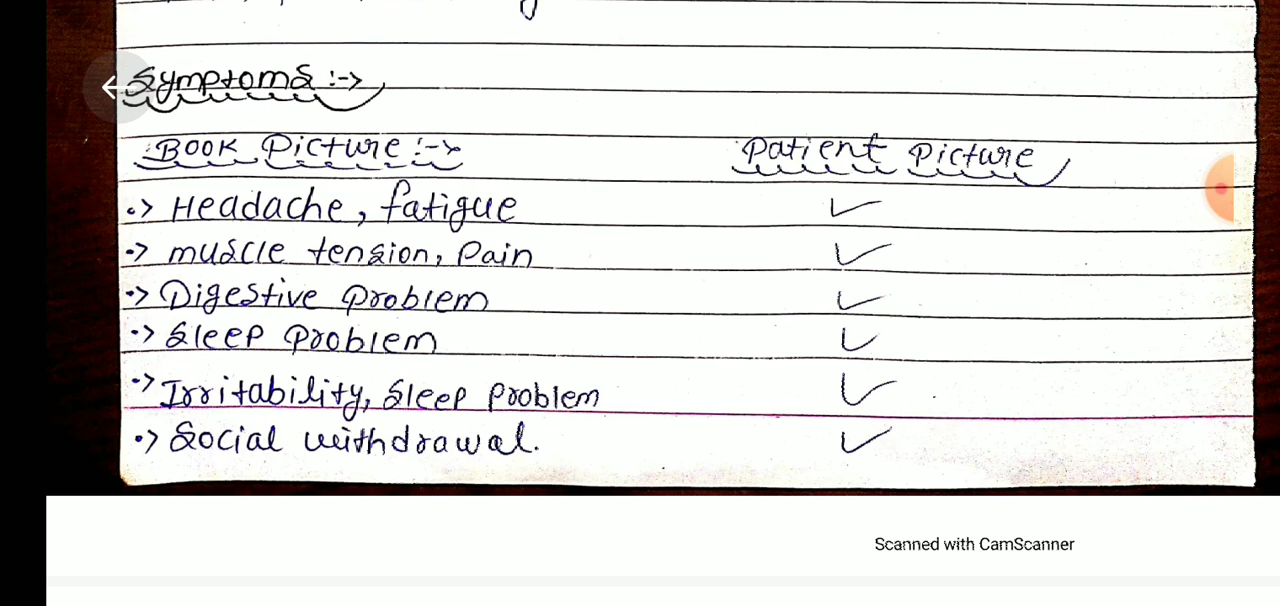 Symptoms :->
Book Picture :-> Patient Picture
•> Headache, fatigue ✓
•> muscle tension, Pain ✓
•> Digestive Problem ✓
•> Sleep Problem ✓
•> Irritability, Sleep Problem ✓
•> Social withdrawal. ✓
Scanned with CamScanner